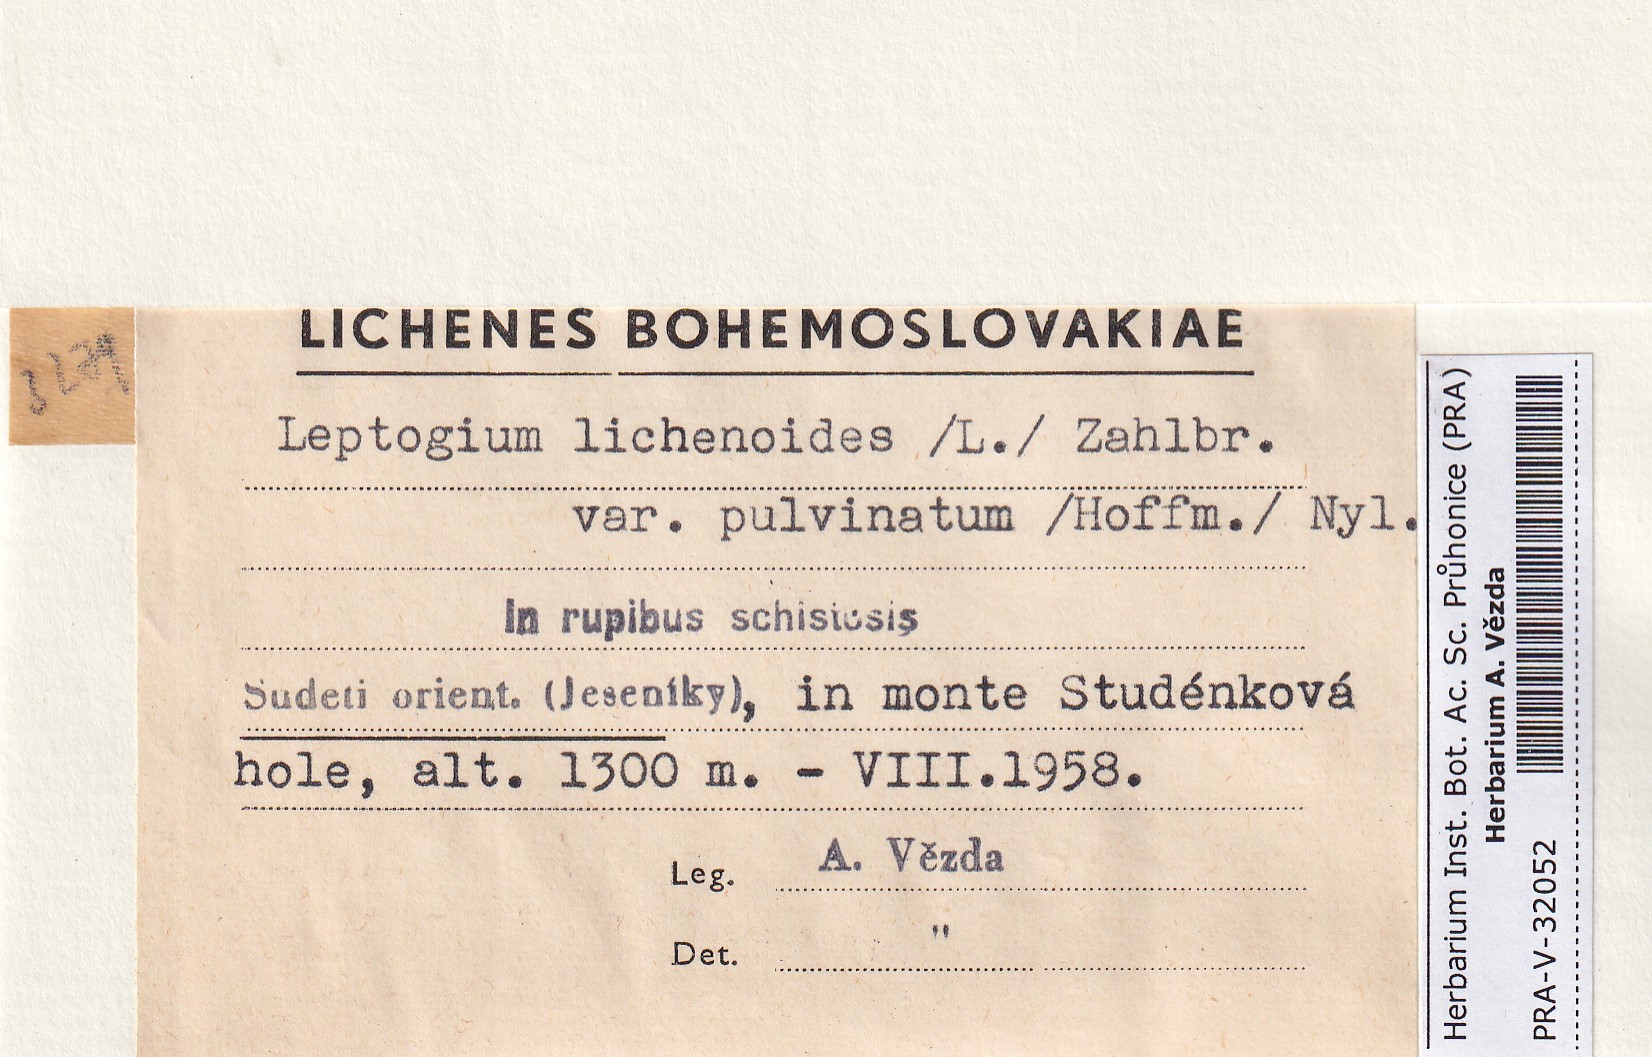 LICHENES BOHEMOSLOVAKIAE
Leptogium lichenoides /L./ Zahlbr.
var. pulvinatum /Hoffm./ Nyl.
In rupibus schistosis
Sudeti orient. (Jeseníky), in monte Studénková
hole, alt. 1300 m. - VIII.1958.
Leg. A. Vězda
Det. "
Herbarium Inst. Bot. Ac. Sc. Průhonice (PRA)
Herbarium A. Vězda
PRA-V-32052